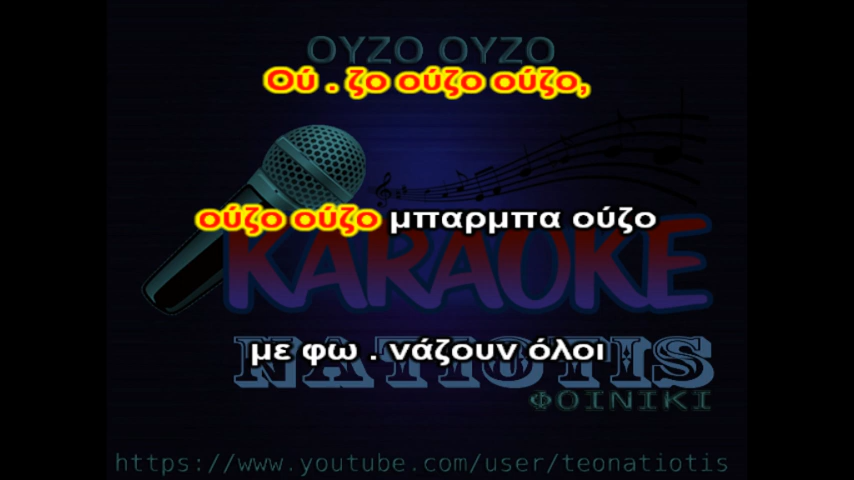 ΟΥΖΟ ΟΥΖΟ
Ού . ζο ούζο ούζο,
ούζο ούζο μπαρμπα ούζο
KARAOKE
με φω . νάζουν όλοι
NATIOTIS
ΦΟΙΝΙΚΙ
https://www.youtube.com/user/teonatiotis